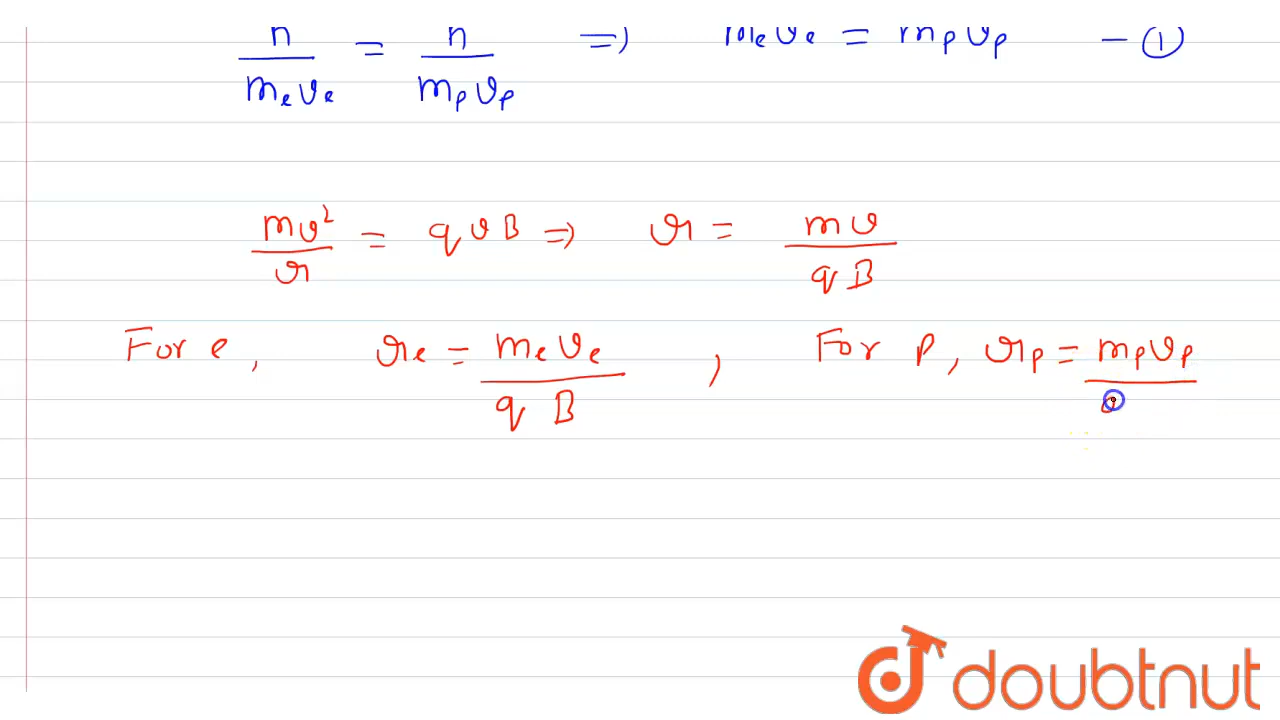 n/mₑvₑ = n/mₚvₚ ⇒ mₑvₑ = mₚvₚ — ①
mv²/r = qvB ⇒ r = mv/qB
For e, rₑ = mₑvₑ/qB , For p, rₚ = mₚvₚ/
doubtnut